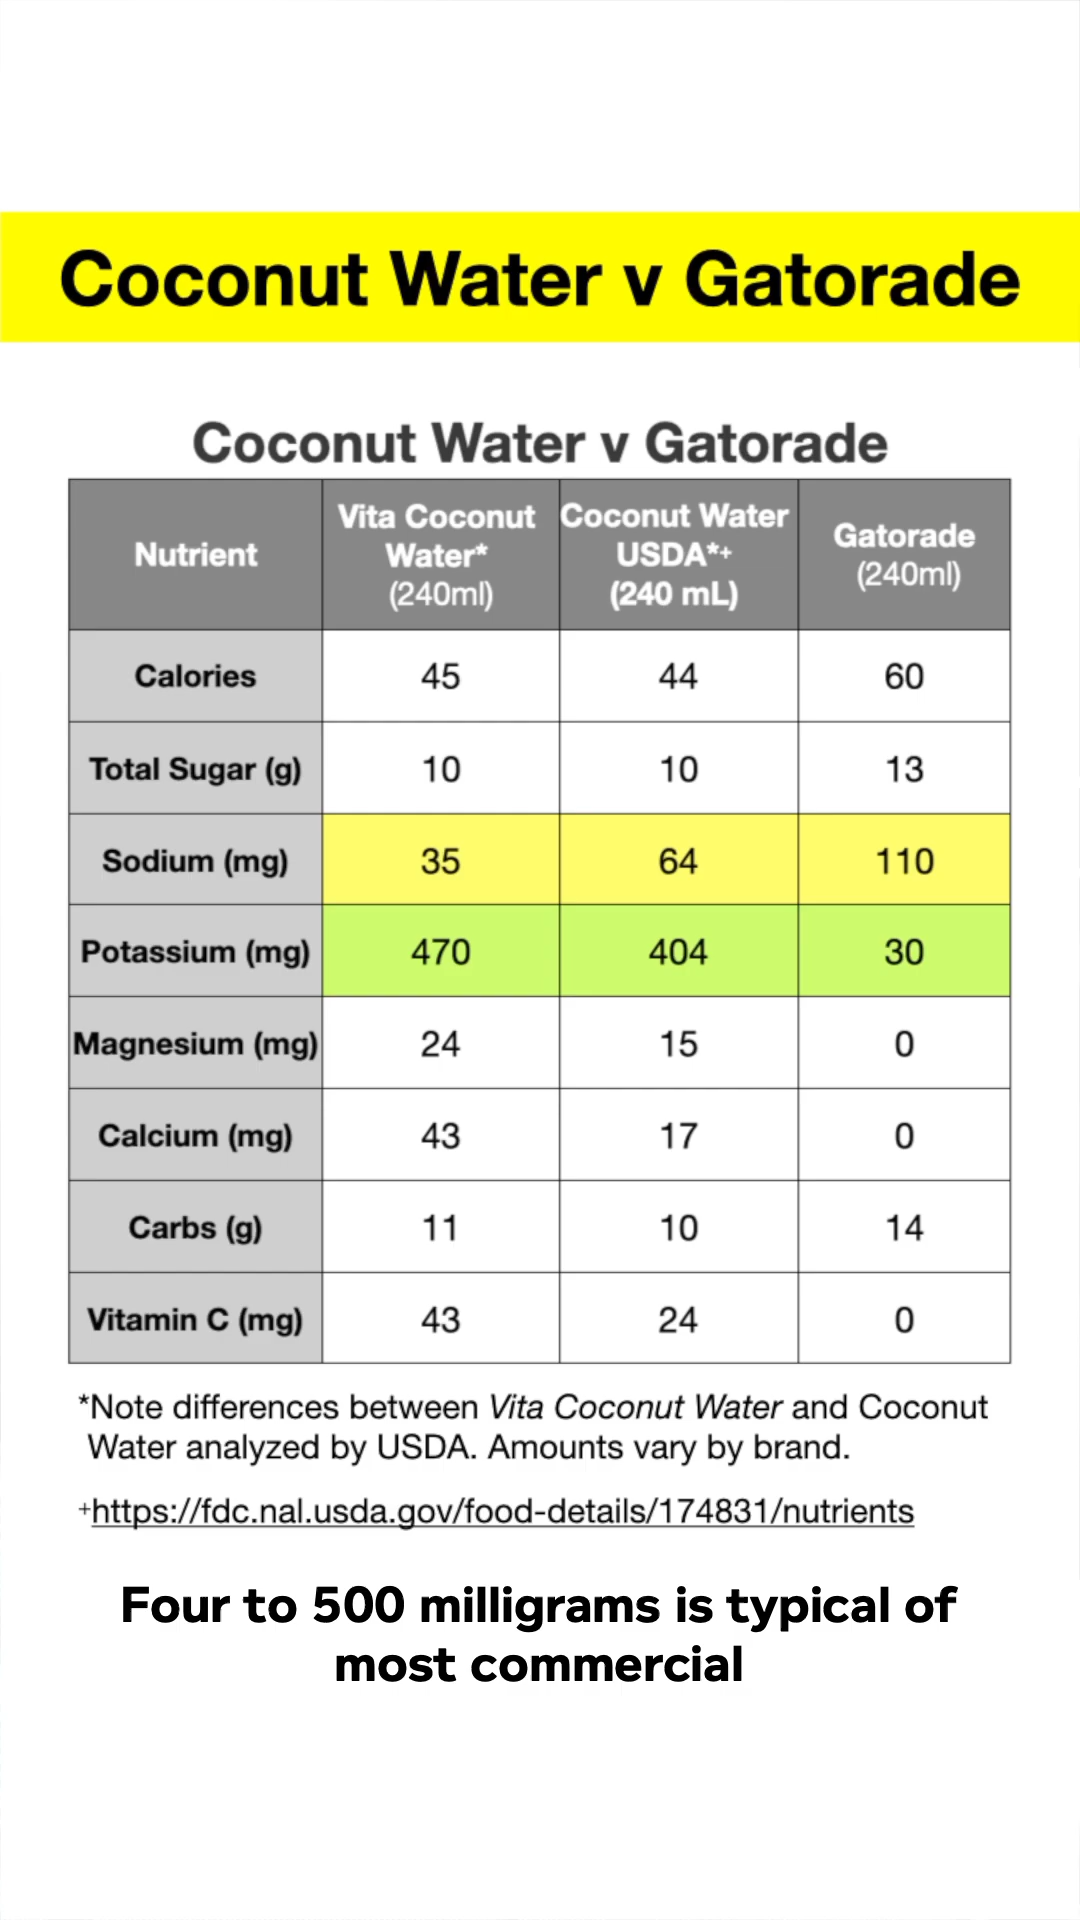 Coconut Water v Gatorade
Coconut Water v Gatorade
Nutrient
Vita Coconut
Water*
(240ml)
Coconut Water
USDA*+
(240 mL)
Gatorade
(240ml)
Calories 45 44 60
Total Sugar (g) 10 10 13
Sodium (mg) 35 64 110
Potassium (mg) 470 404 30
Magnesium (mg) 24 15 0
Calcium (mg) 43 17 0
Carbs (g) 11 10 14
Vitamin C (mg) 43 24 0
*Note differences between Vita Coconut Water and Coconut
Water analyzed by USDA. Amounts vary by brand.
+https://fdc.nal.usda.gov/food-details/174831/nutrients
Four to 500 milligrams is typical of
most commercial